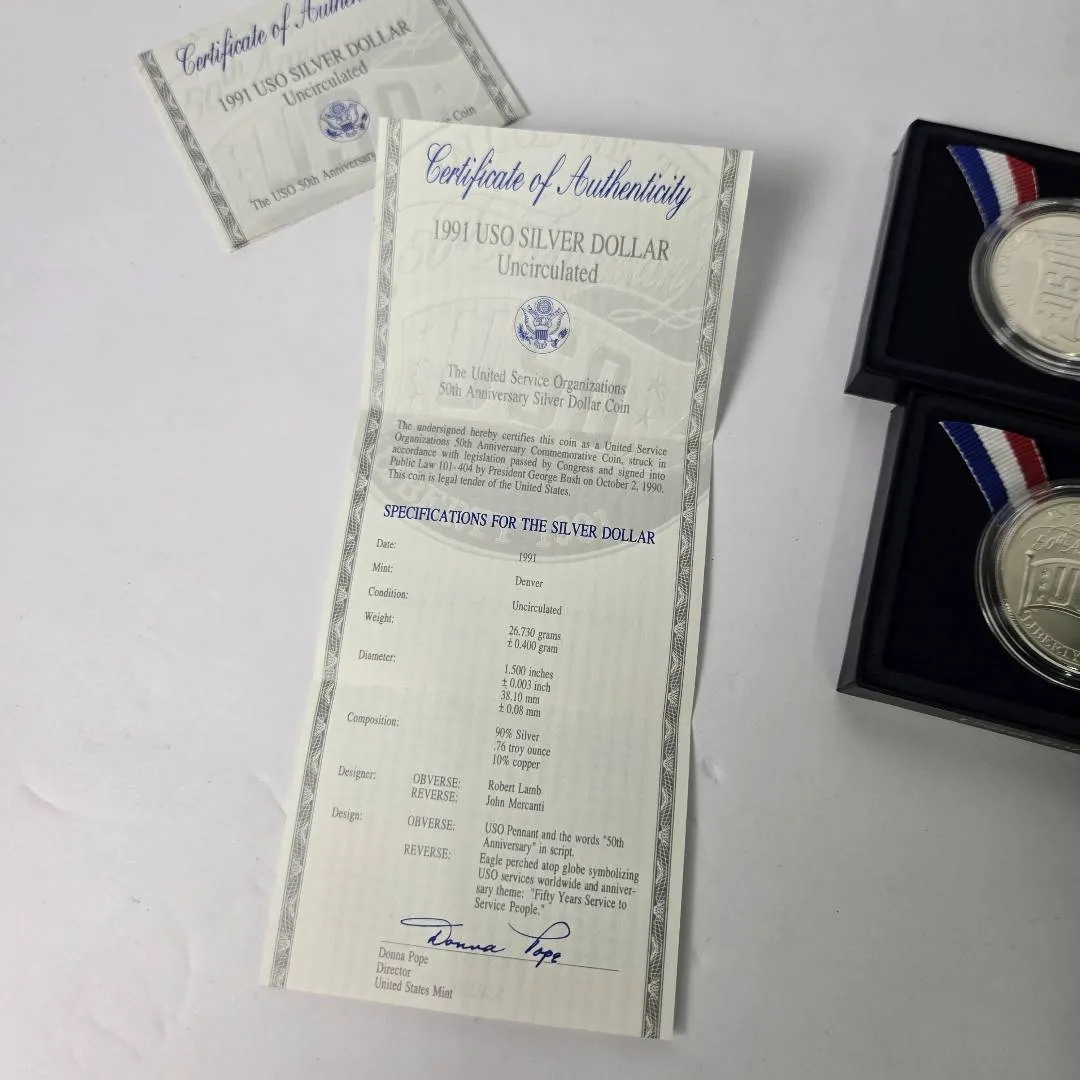 Certificate of
1991 USO SILVER DOLLAR
Uncirculated
The USO 50th Anniversary
Coin
Certificate of Authenticity
1991 USO SILVER DOLLAR
Uncirculated
The United Service Organizations
50th Anniversary Silver Dollar Coin
The undersigned hereby certifies this coin as a United Service
Organizations 50th Anniversary Commemorative Coin, struck in
accordance with legislation passed by Congress and signed into
Public Law 101-404 by President George Bush on October 2, 1990.
This coin is legal tender of the United States.
SPECIFICATIONS FOR THE SILVER DOLLAR
Date: 1991
Mint: Denver
Condition: Uncirculated
Weight: 26.730 grams
± 0.400 gram
Diameter: 1.500 inches
± 0.003 inch
38.10 mm
± 0.08 mm
Composition: 90% Silver
.76 troy ounce
10% copper
Designer: OBVERSE: Robert Lamb
REVERSE: John Mercanti
Design: OBVERSE: USO Pennant and the words "50th
Anniversary" in script.
REVERSE: Eagle perched atop globe symbolizing
USO services worldwide and anniver-
sary theme: "Fifty Years Service to
Service People."
Donna Pope
Donna Pope
Director
United States Mint
USO
50th
LIBERTY